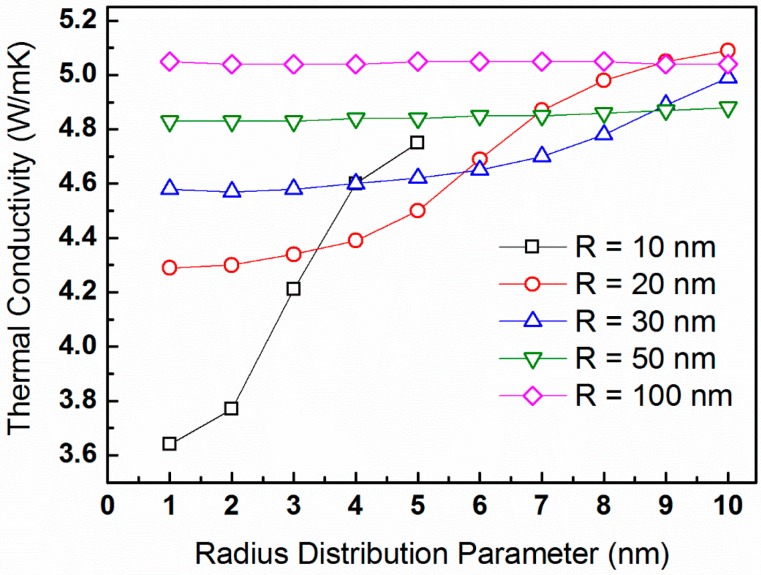 5.2
5.0
4.8
4.6
4.4
4.2
4.0
3.8
3.6
Thermal Conductivity (W/mK)
R = 10 nm
R = 20 nm
R = 30 nm
R = 50 nm
R = 100 nm
0 1 2 3 4 5 6 7 8 9 10
Radius Distribution Parameter (nm)